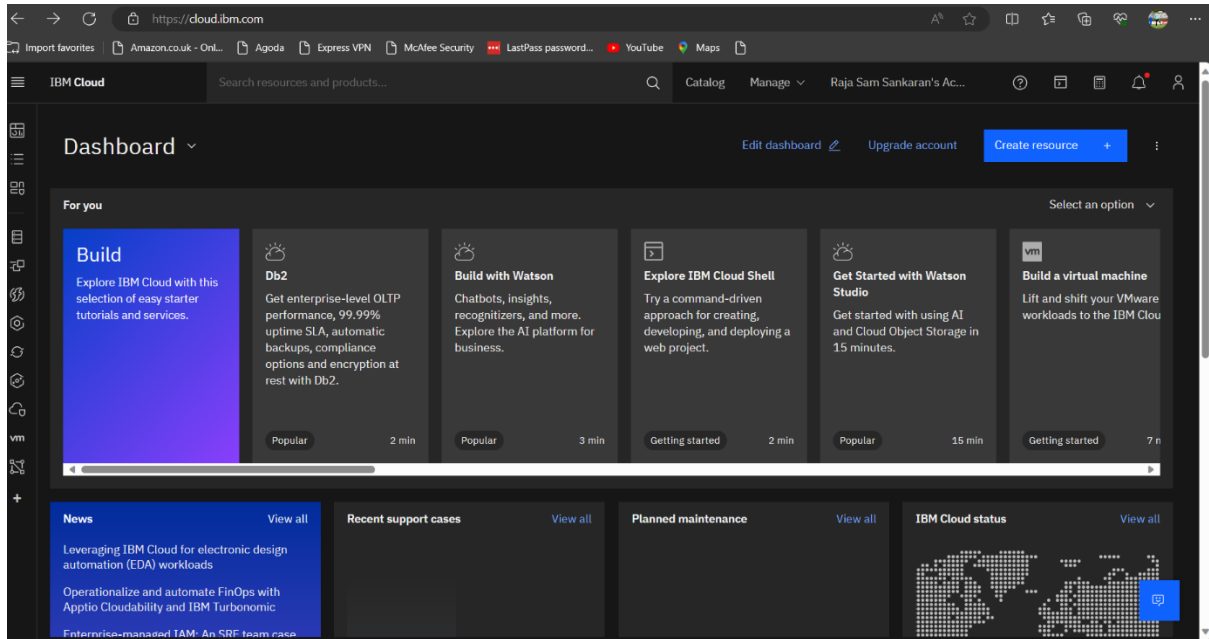 https://cloud.ibm.com
Import favorites
Amazon.co.uk - Onl...
Agoda
Express VPN
McAfee Security
LastPass password...
YouTube
Maps
IBM Cloud
Search resources and products...
Catalog
Manage
Raja Sam Sankaran's Ac...
Dashboard
Edit dashboard
Upgrade account
Create resource +
For you
Select an option
Build
Explore IBM Cloud with this
selection of easy starter
tutorials and services.
Db2
Get enterprise-level OLTP
performance, 99.99%
uptime SLA, automatic
backups, compliance
options and encryption at
rest with Db2.
Popular
2 min
Build with Watson
Chatbots, insights,
recognitizers, and more.
Explore the AI platform for
business.
Popular
3 min
Explore IBM Cloud Shell
Try a command-driven
approach for creating,
developing, and deploying a
web project.
Getting started
2 min
Get Started with Watson
Studio
Get started with using AI
and Cloud Object Storage in
15 minutes.
Popular
15 min
vm
Build a virtual machine
Lift and shift your VMware
workloads to the IBM Clou
Getting started
7 n
vm
News
View all
Leveraging IBM Cloud for electronic design
automation (EDA) workloads
Operationalize and automate FinOps with
Apptio Cloudability and IBM Turbonomic
Enterprise-managed IAM: An SRE team case
Recent support cases
View all
Planned maintenance
View all
IBM Cloud status
View all